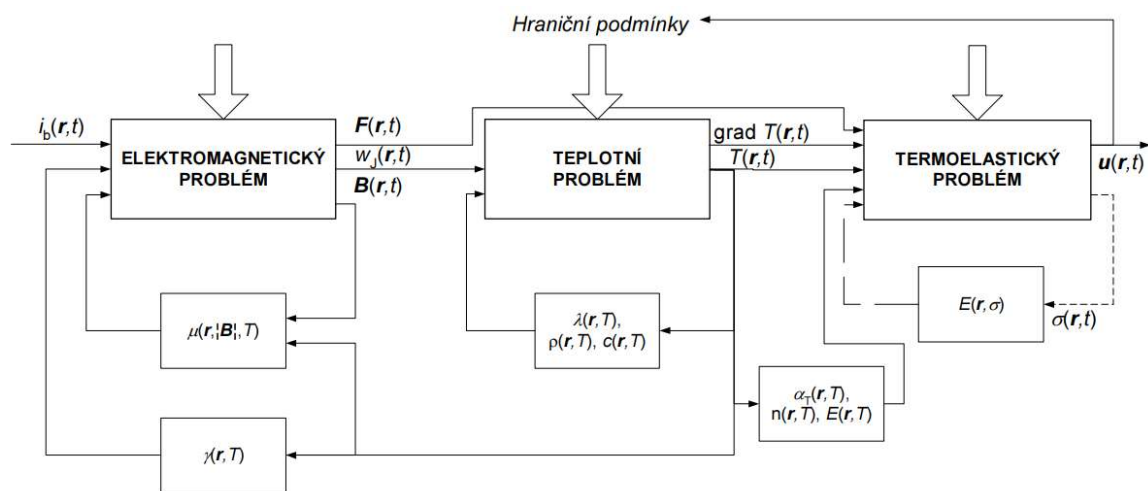 Hraniční podmínky
i_b(r,t)
ELEKTROMAGNETICKÝ
PROBLÉM
F(r,t)
w_J(r,t)
B(r,t)
TEPLOTNÍ
PROBLÉM
grad T(r,t)
T(r,t)
TERMOELASTICKÝ
PROBLÉM
u(r,t)
μ(r,¦B¦,T)
λ(r,T),
ρ(r,T), c(r,T)
E(r,σ)
σ(r,t)
α_T(r,T),
n(r,T), E(r,T)
γ(r,T)